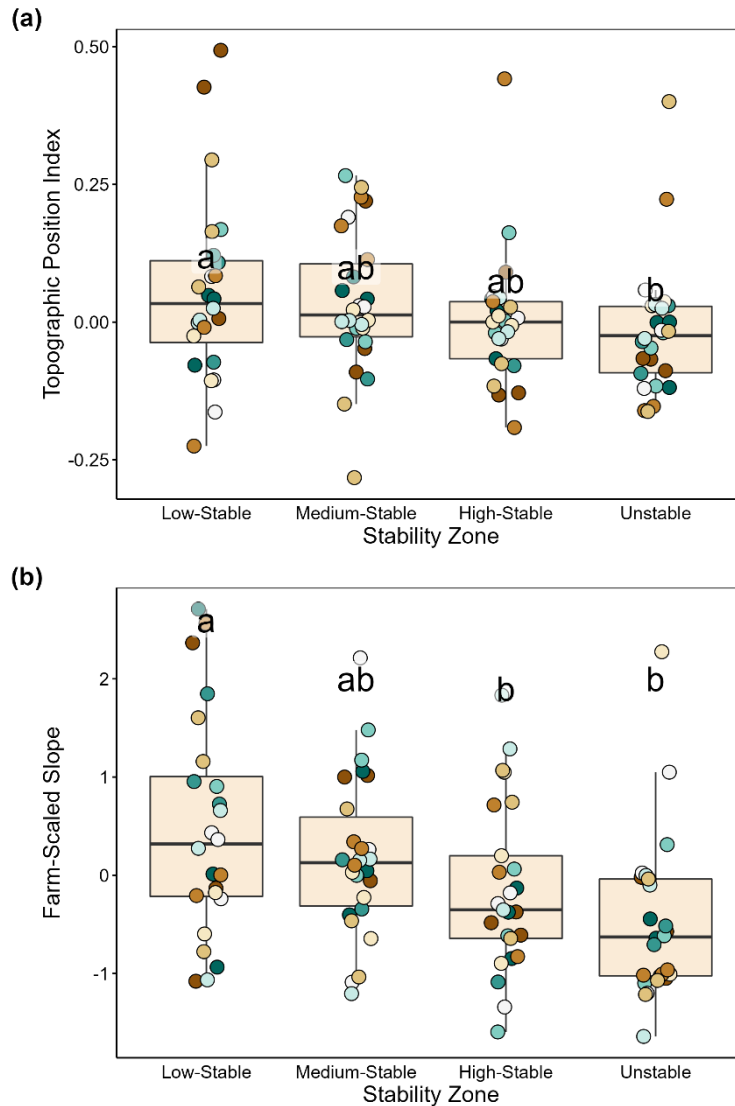 (a)
Topographic Position Index
0.50
0.25
0.00
-0.25
a
ab
ab
b
Low-Stable Medium-Stable High-Stable Unstable
Stability Zone
(b)
Farm-Scaled Slope
2
1
0
-1
a
ab
b
b
Low-Stable Medium-Stable High-Stable Unstable
Stability Zone